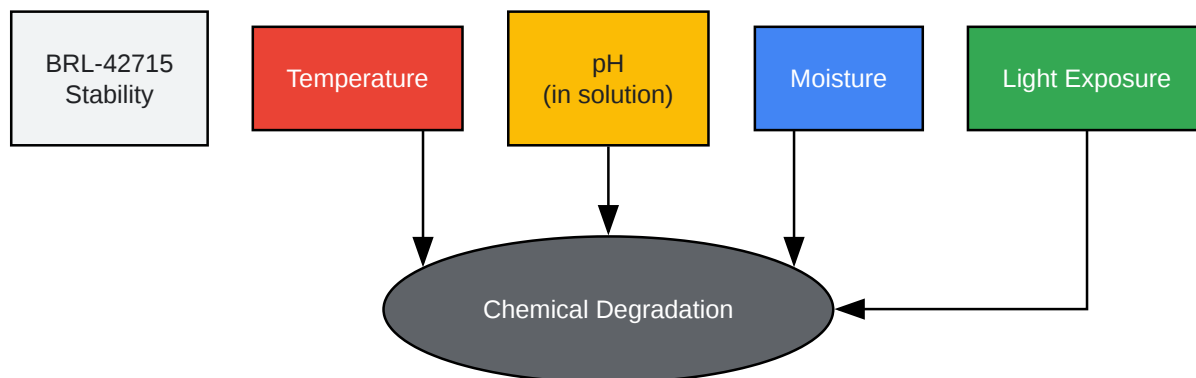 BRL-42715
Stability
Temperature
pH
(in solution)
Moisture
Light Exposure
Chemical Degradation